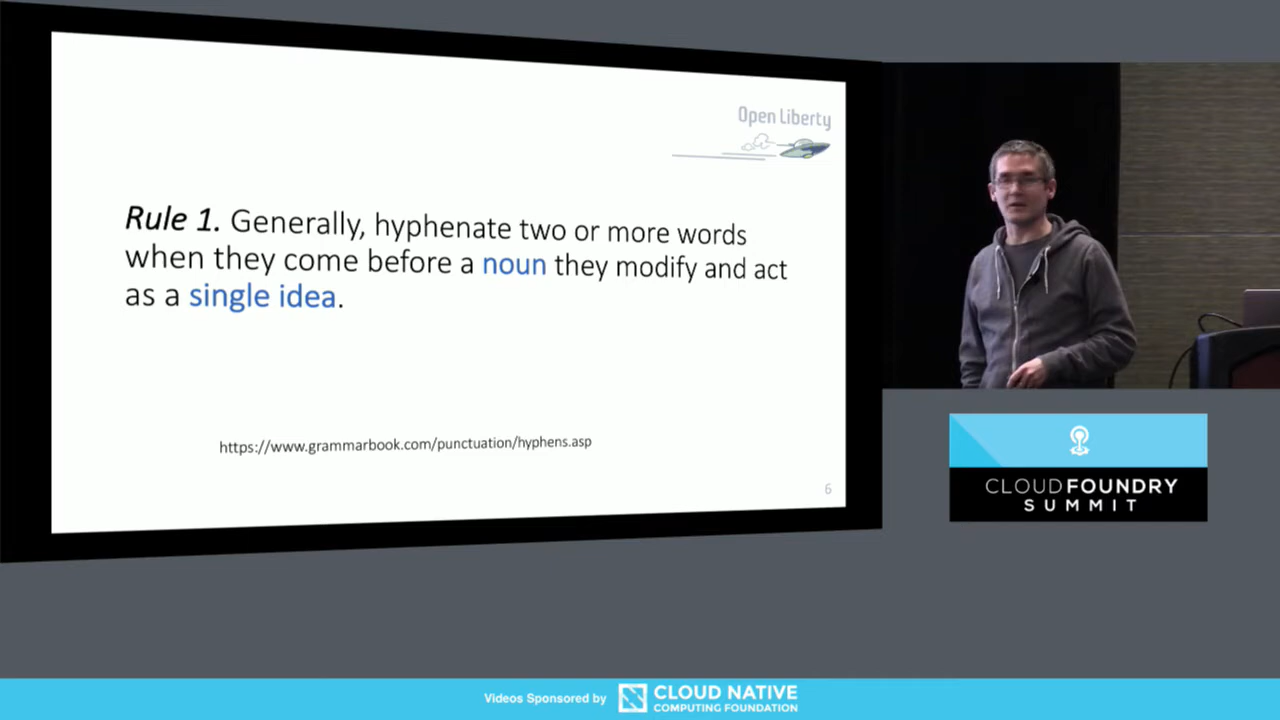 Open Liberty
Rule 1. Generally, hyphenate two or more words
when they come before a noun they modify and act
as a single idea.
https://www.grammarbook.com/punctuation/hyphens.asp
6
CLOUD FOUNDRY
SUMMIT
Videos Sponsored by
CLOUD NATIVE
COMPUTING FOUNDATION